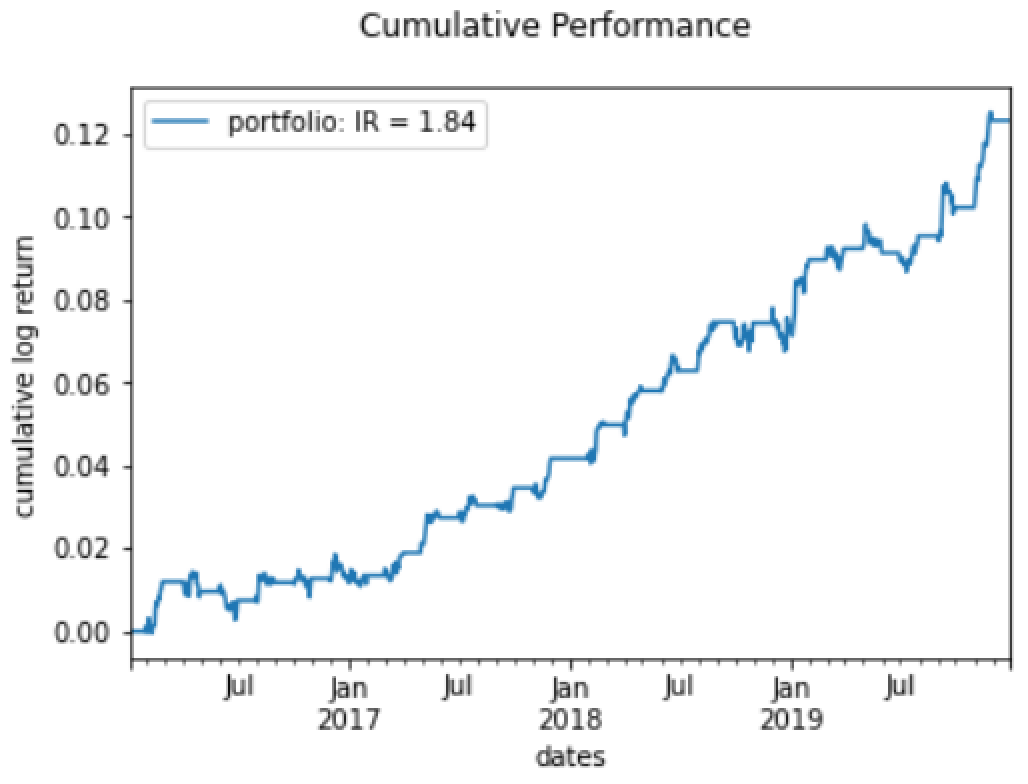 Cumulative Performance
portfolio: IR = 1.84
0.12
0.10
0.08
0.06
0.04
0.02
0.00
cumulative log return
Jul Jan Jul Jan Jul Jan Jul
2017 2018 2019
dates